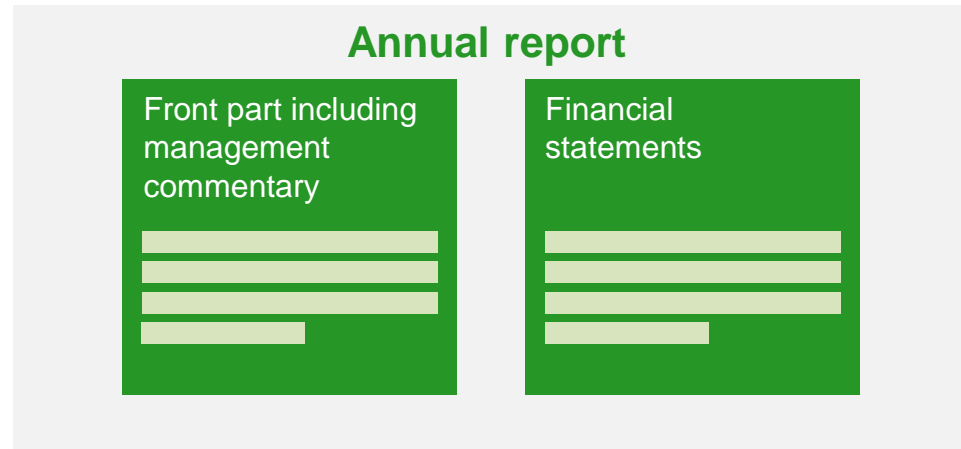 Annual report
Front part including
management
commentary
Financial
statements